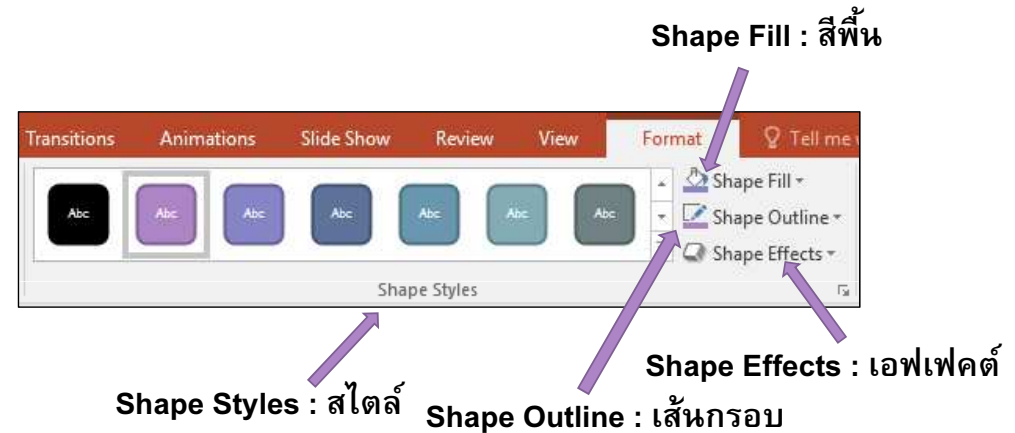 Shape Fill : สีพื้น
Transitions Animations Slide Show Review View Format Tell me
Abc Abc Abc Abc Abc Abc Abc
Shape Fill
Shape Outline
Shape Effects
Shape Styles
Shape Effects : เอฟเฟคต์
Shape Styles : สไตล์
Shape Outline : เส้นกรอบ